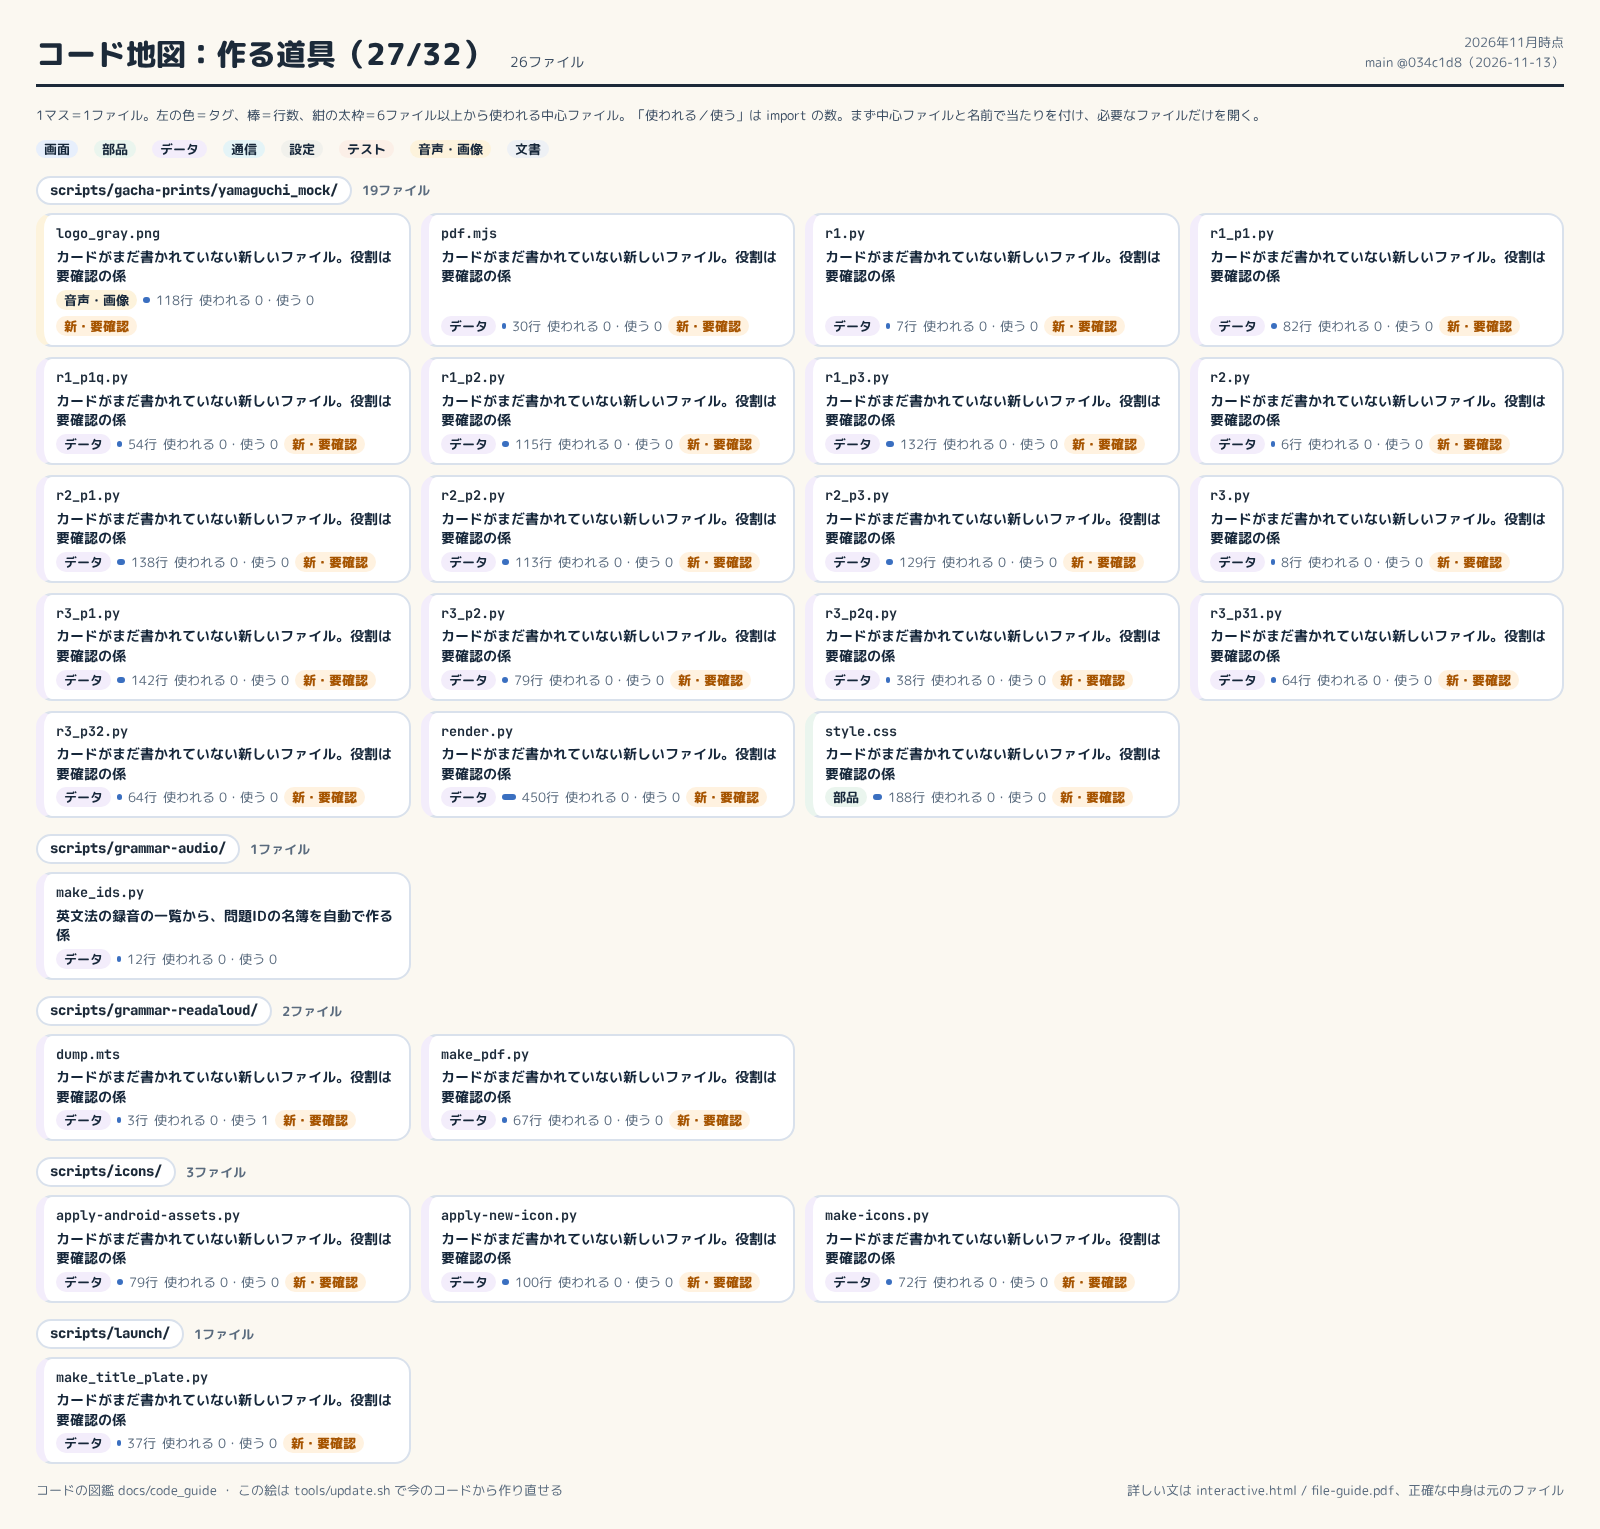 コード地図：作る道具（27/32） 26ファイル
2026年11月時点
main @034c1d8（2026-11-13）
1マス＝1ファイル。左の色＝タグ、棒＝行数、紺の太枠＝6ファイル以上から使われる中心ファイル。「使われる／使う」は import の数。まず中心ファイルと名前で当たりを付け、必要なファイルだけを開く。
画面 部品 データ 通信 設定 テスト 音声・画像 文書
scripts/gacha-prints/yamaguchi_mock/ 19ファイル
logo_gray.png
カードがまだ書かれていない新しいファイル。役割は
要確認の係
音声・画像 118行 使われる 0 · 使う 0
新・要確認
pdf.mjs
カードがまだ書かれていない新しいファイル。役割は
要確認の係
データ 30行 使われる 0 · 使う 0 新・要確認
r1.py
カードがまだ書かれていない新しいファイル。役割は
要確認の係
データ 7行 使われる 0 · 使う 0 新・要確認
r1_p1.py
カードがまだ書かれていない新しいファイル。役割は
要確認の係
データ 82行 使われる 0 · 使う 0 新・要確認
r1_p1q.py
カードがまだ書かれていない新しいファイル。役割は
要確認の係
データ 54行 使われる 0 · 使う 0 新・要確認
r1_p2.py
カードがまだ書かれていない新しいファイル。役割は
要確認の係
データ 115行 使われる 0 · 使う 0 新・要確認
r1_p3.py
カードがまだ書かれていない新しいファイル。役割は
要確認の係
データ 132行 使われる 0 · 使う 0 新・要確認
r2.py
カードがまだ書かれていない新しいファイル。役割は
要確認の係
データ 6行 使われる 0 · 使う 0 新・要確認
r2_p1.py
カードがまだ書かれていない新しいファイル。役割は
要確認の係
データ 138行 使われる 0 · 使う 0 新・要確認
r2_p2.py
カードがまだ書かれていない新しいファイル。役割は
要確認の係
データ 113行 使われる 0 · 使う 0 新・要確認
r2_p3.py
カードがまだ書かれていない新しいファイル。役割は
要確認の係
データ 129行 使われる 0 · 使う 0 新・要確認
r3.py
カードがまだ書かれていない新しいファイル。役割は
要確認の係
データ 8行 使われる 0 · 使う 0 新・要確認
r3_p1.py
カードがまだ書かれていない新しいファイル。役割は
要確認の係
データ 142行 使われる 0 · 使う 0 新・要確認
r3_p2.py
カードがまだ書かれていない新しいファイル。役割は
要確認の係
データ 79行 使われる 0 · 使う 0 新・要確認
r3_p2q.py
カードがまだ書かれていない新しいファイル。役割は
要確認の係
データ 38行 使われる 0 · 使う 0 新・要確認
r3_p31.py
カードがまだ書かれていない新しいファイル。役割は
要確認の係
データ 64行 使われる 0 · 使う 0 新・要確認
r3_p32.py
カードがまだ書かれていない新しいファイル。役割は
要確認の係
データ 64行 使われる 0 · 使う 0 新・要確認
render.py
カードがまだ書かれていない新しいファイル。役割は
要確認の係
データ 450行 使われる 0 · 使う 0 新・要確認
style.css
カードがまだ書かれていない新しいファイル。役割は
要確認の係
部品 188行 使われる 0 · 使う 0 新・要確認
scripts/grammar-audio/ 1ファイル
make_ids.py
英文法の録音の一覧から、問題IDの名簿を自動で作る
係
データ 12行 使われる 0 · 使う 0
scripts/grammar-readaloud/ 2ファイル
dump.mts
カードがまだ書かれていない新しいファイル。役割は
要確認の係
データ 3行 使われる 0 · 使う 1 新・要確認
make_pdf.py
カードがまだ書かれていない新しいファイル。役割は
要確認の係
データ 67行 使われる 0 · 使う 0 新・要確認
scripts/icons/ 3ファイル
apply-android-assets.py
カードがまだ書かれていない新しいファイル。役割は
要確認の係
データ 79行 使われる 0 · 使う 0 新・要確認
apply-new-icon.py
カードがまだ書かれていない新しいファイル。役割は
要確認の係
データ 100行 使われる 0 · 使う 0 新・要確認
make-icons.py
カードがまだ書かれていない新しいファイル。役割は
要確認の係
データ 72行 使われる 0 · 使う 0 新・要確認
scripts/launch/ 1ファイル
make_title_plate.py
カードがまだ書かれていない新しいファイル。役割は
要確認の係
データ 37行 使われる 0 · 使う 0 新・要確認
コードの図鑑 docs/code_guide · この絵は tools/update.sh で今のコードから作り直せる
詳しい文は interactive.html / file-guide.pdf、正確な中身は元のファイル